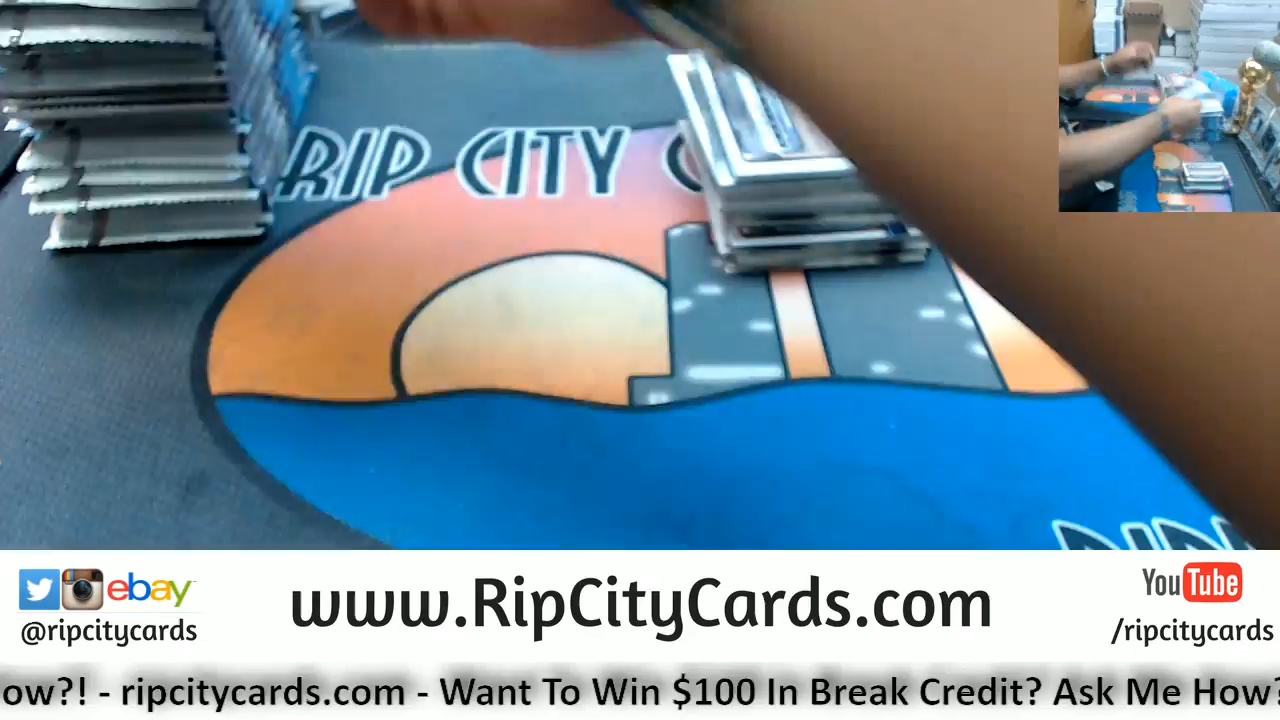 RIP CITY C
ebay
@ripcitycards
www.RipCityCards.com
YouTube
/ripcitycards
ow?! - ripcitycards.com - Want To Win $100 In Break Credit? Ask Me How?